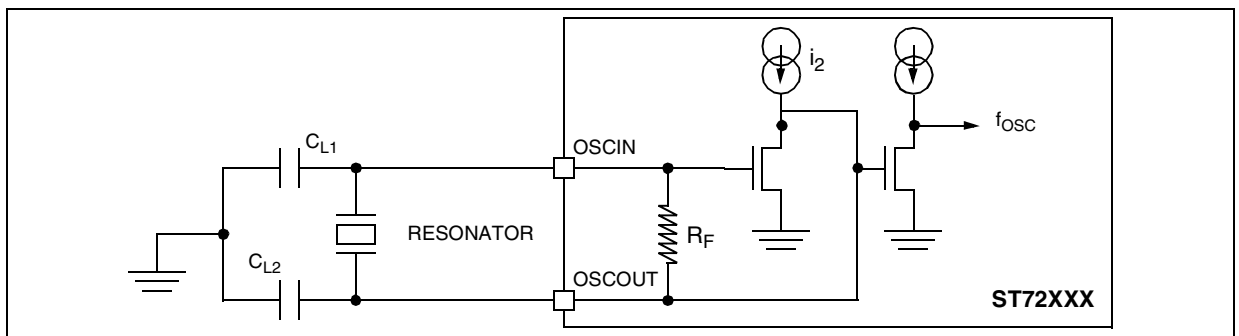 i2
fOSC
CL1
OSCIN
RESONATOR
RF
CL2
OSCOUT
ST72XXX